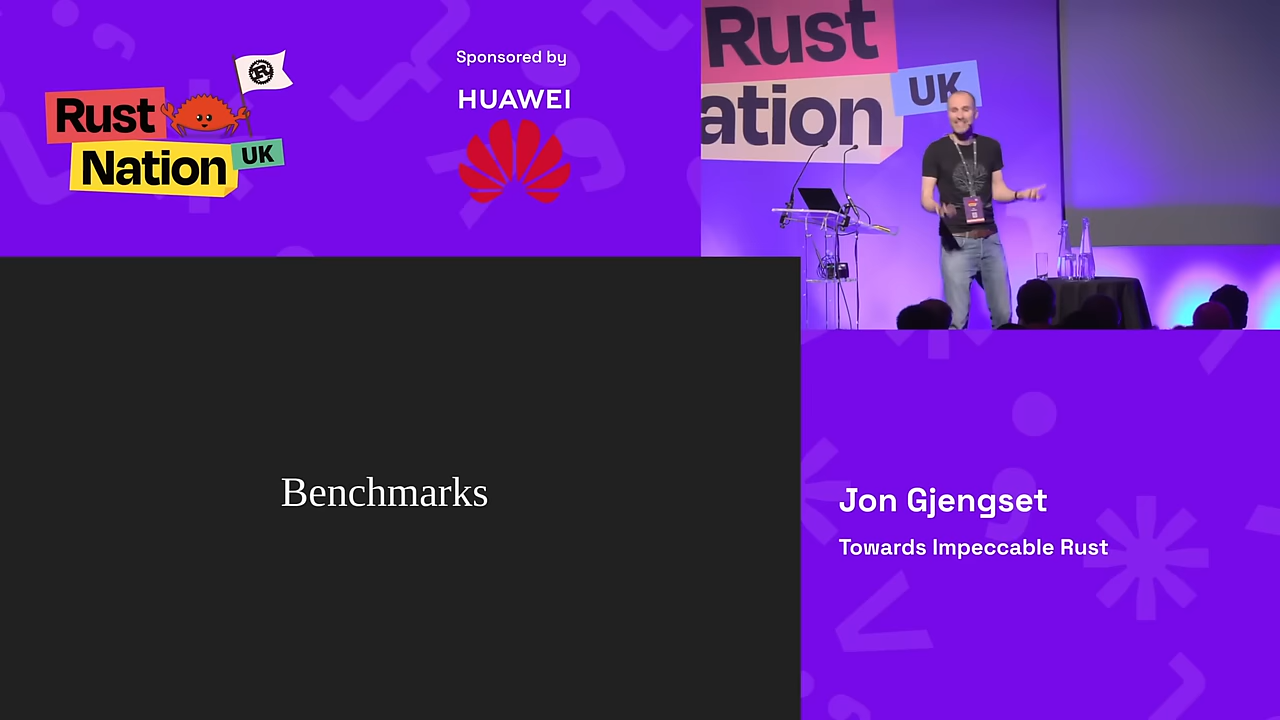 Rust
Nation
UK
Sponsored by
HUAWEI
Rust
ation
UK
Benchmarks
Jon Gjengset
Towards Impeccable Rust